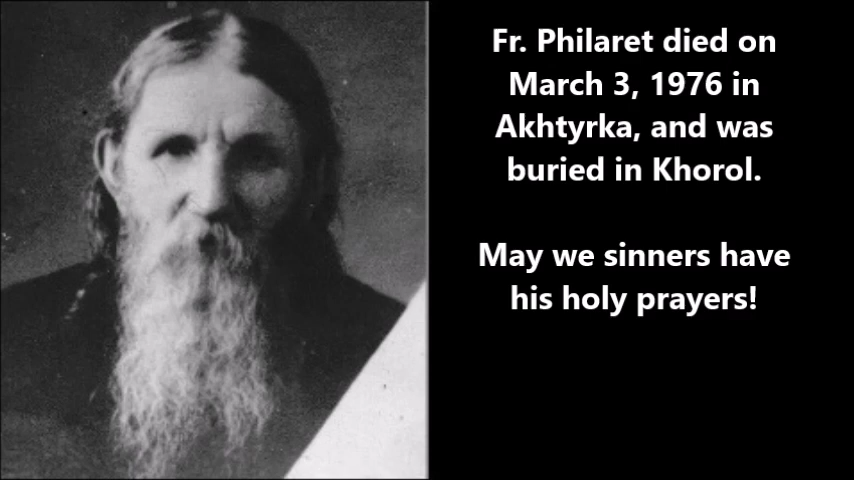 Fr. Philaret died on
March 3, 1976 in
Akhtyrka, and was
buried in Khorol.
May we sinners have
his holy prayers!